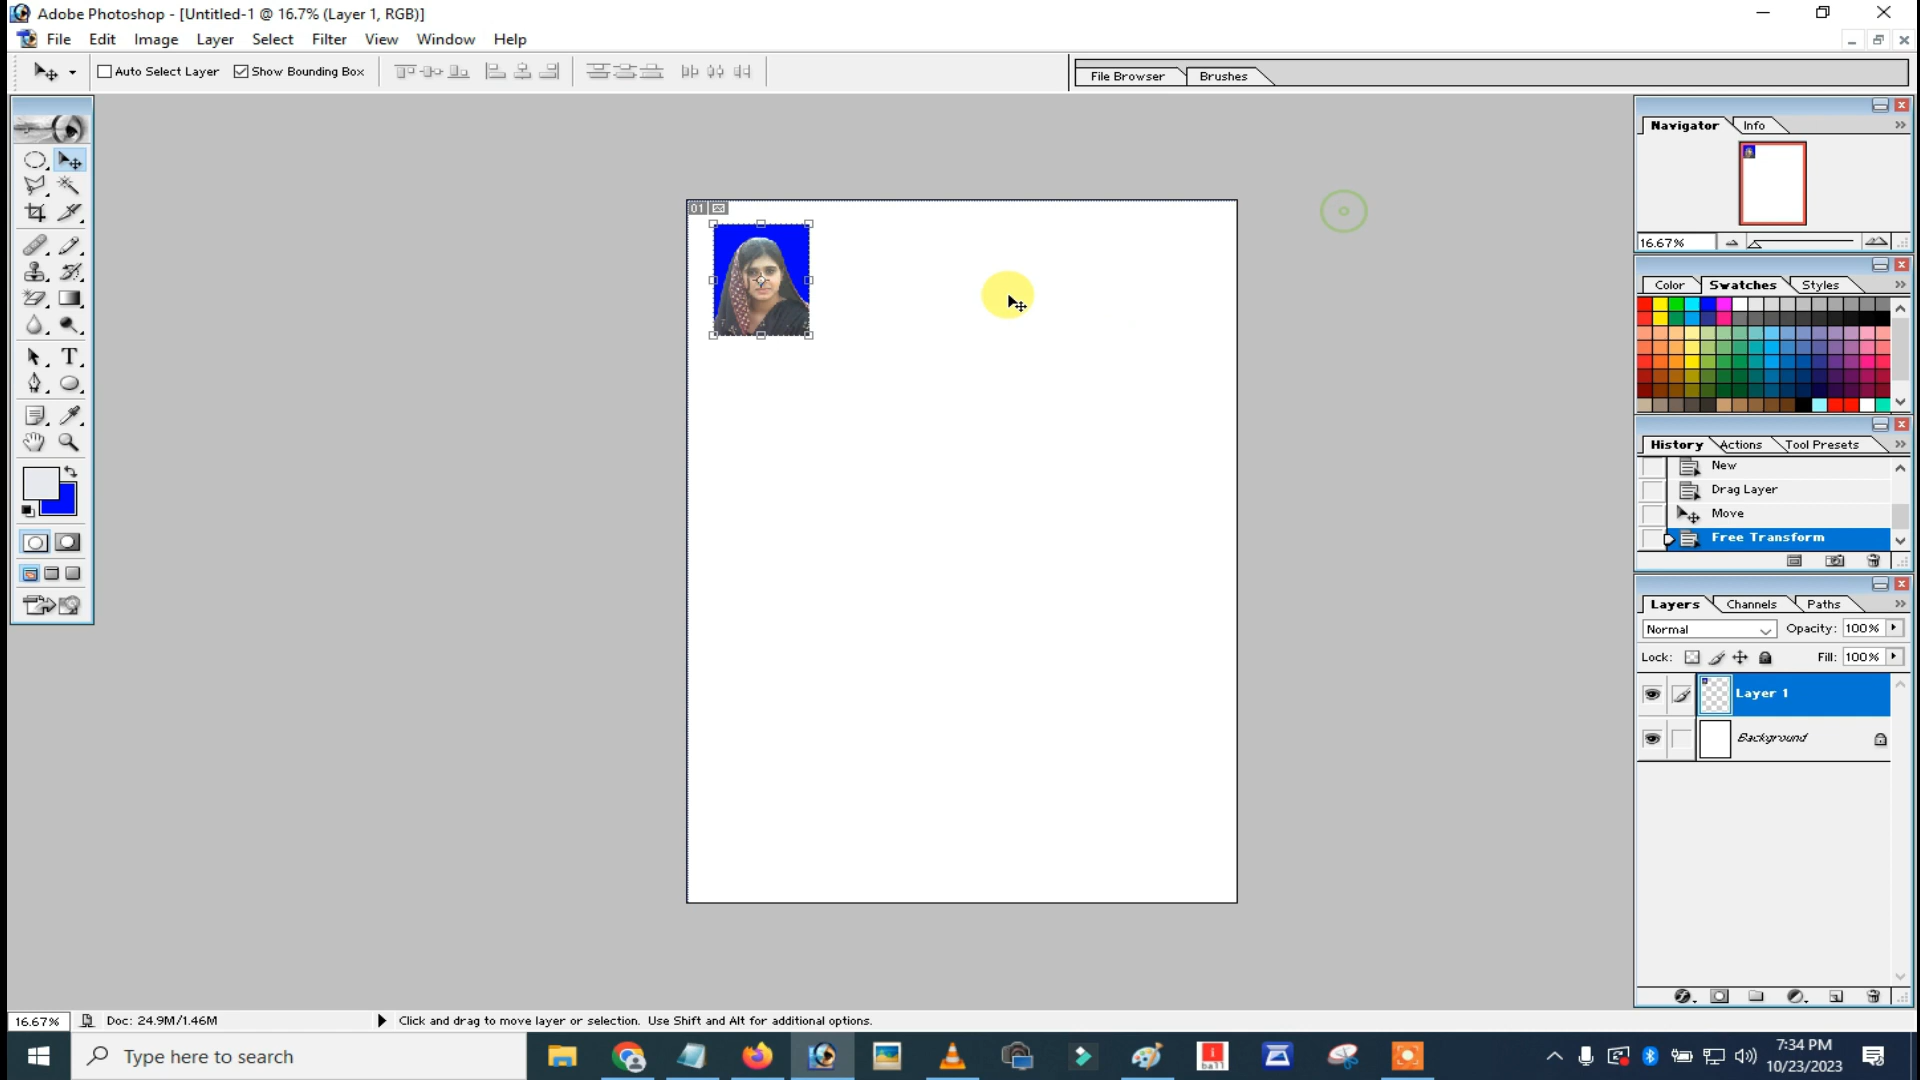 Adobe Photoshop - [Untitled-1 @ 16.7% (Layer 1, RGB)]
File Edit Image Layer Select Filter View Window Help
Auto Select Layer Show Bounding Box
File Browser Brushes
Navigator Info
16.67%
Color Swatches Styles
01
History Actions Tool Presets
New
Drag Layer
Move
Free Transform
Layers Channels Paths
Normal Opacity: 100%
Lock: Fill: 100%
Layer 1
Background
T
16.67% Doc: 24.9M/1.46M Click and drag to move layer or selection. Use Shift and Alt for additional options.
Type here to search
i
ball
7:34 PM
10/23/2023